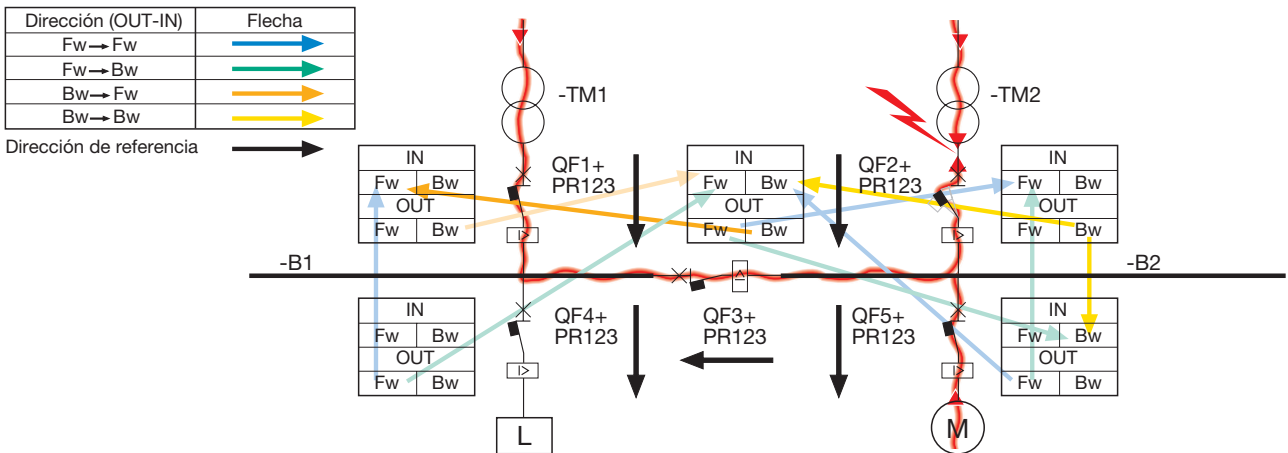 Dirección (OUT-IN) Flecha
Fw→Fw
Fw→Bw
Bw→Fw
Bw→Bw
Dirección de referencia
-TM1
-TM2
IN
Fw Bw
OUT
Fw Bw
QF1+
PR123
IN
Fw Bw
OUT
Fw Bw
QF2+
PR123
IN
Fw Bw
OUT
Fw Bw
I>
I>
-B1
-B2
IN
Fw Bw
OUT
Fw Bw
QF4+
PR123
QF3+
PR123
I>
QF5+
PR123
IN
Fw Bw
OUT
Fw Bw
I>
I>
L
M